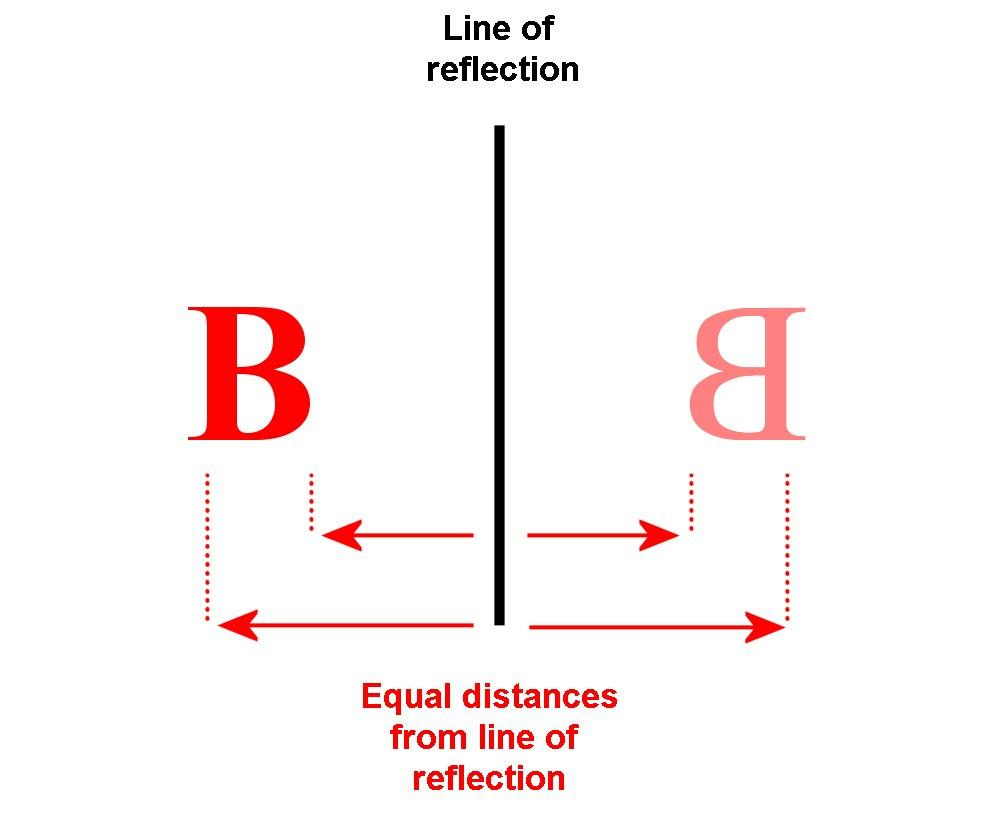 Line of
reflection
B B
Equal distances
from line of
reflection